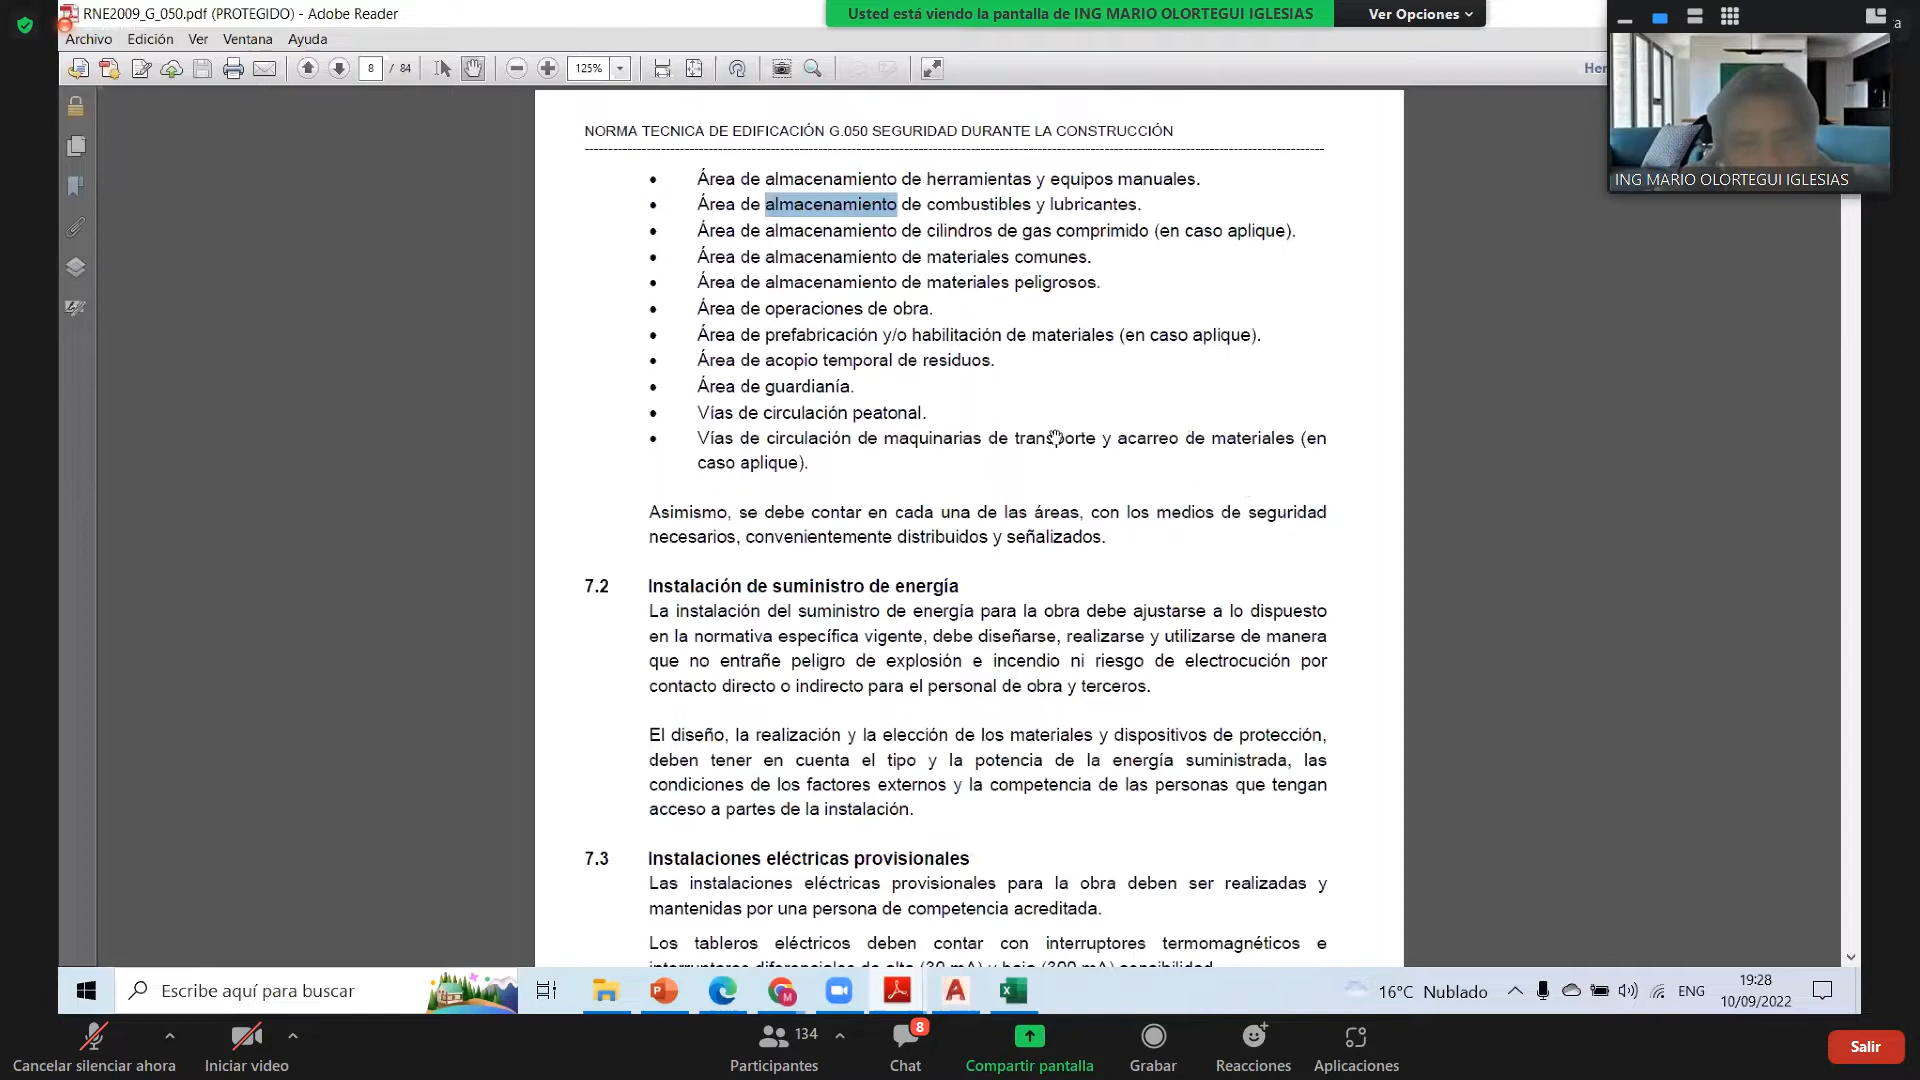 RNE2009_G_050.pdf (PROTEGIDO) - Adobe Reader
Usted está viendo la pantalla de ING MARIO OLORTEGUI IGLESIAS
Ver Opciones
Archivo Edición Ver Ventana Ayuda
8 / 84
125%
ING MARIO OLORTEGUI IGLESIAS
NORMA TECNICA DE EDIFICACIÓN G.050 SEGURIDAD DURANTE LA CONSTRUCCIÓN
• Área de almacenamiento de herramientas y equipos manuales.
• Área de almacenamiento de combustibles y lubricantes.
• Área de almacenamiento de cilindros de gas comprimido (en caso aplique).
• Área de almacenamiento de materiales comunes.
• Área de almacenamiento de materiales peligrosos.
• Área de operaciones de obra.
• Área de prefabricación y/o habilitación de materiales (en caso aplique).
• Área de acopio temporal de residuos.
• Área de guardianía.
• Vías de circulación peatonal.
• Vías de circulación de maquinarias de transporte y acarreo de materiales (en
caso aplique).
Asimismo, se debe contar en cada una de las áreas, con los medios de seguridad
necesarios, convenientemente distribuidos y señalizados.
7.2 Instalación de suministro de energía
La instalación del suministro de energía para la obra debe ajustarse a lo dispuesto
en la normativa específica vigente, debe diseñarse, realizarse y utilizarse de manera
que no entrañe peligro de explosión e incendio ni riesgo de electrocución por
contacto directo o indirecto para el personal de obra y terceros.
El diseño, la realización y la elección de los materiales y dispositivos de protección,
deben tener en cuenta el tipo y la potencia de la energía suministrada, las
condiciones de los factores externos y la competencia de las personas que tengan
acceso a partes de la instalación.
7.3 Instalaciones eléctricas provisionales
Las instalaciones eléctricas provisionales para la obra deben ser realizadas y
mantenidas por una persona de competencia acreditada.
Los tableros eléctricos deben contar con interruptores termomagnéticos e
interruptores diferenciales de alta (30 mA) y baja (300 mA) sensibilidad.
Escribe aquí para buscar
16°C Nublado
ENG
19:28
10/09/2022
Cancelar silenciar ahora
Iniciar video
134
Participantes
8
Chat
Compartir pantalla
Grabar
Reacciones
Aplicaciones
Salir